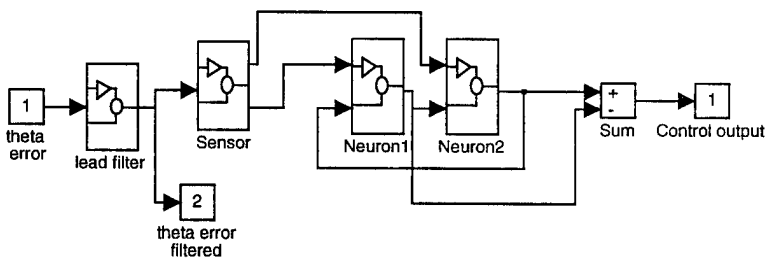 1
theta
error
lead filter
2
theta error
filtered
Sensor
Neuron1
Neuron2
+
-
Sum
1
Control output